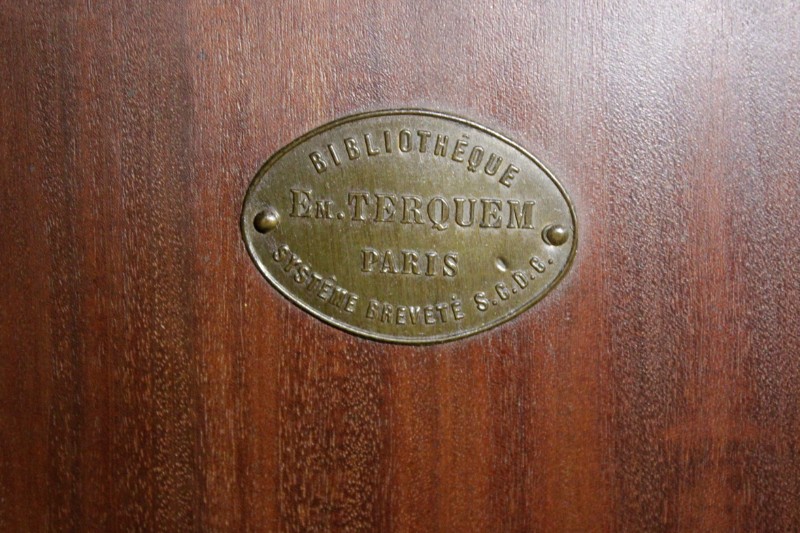 BIBLIOTHÈQUE
EM. TERQUEM
PARIS
SYSTÈME BREVETÉ S.G.D.G.